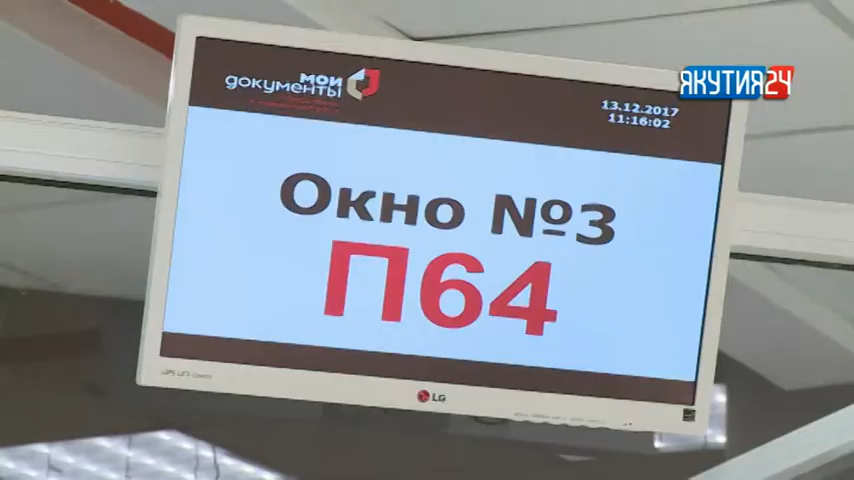 мои
документы
13.12.2017
11:16:02
ЯКУТИЯ24
Окно №3
П64
LG